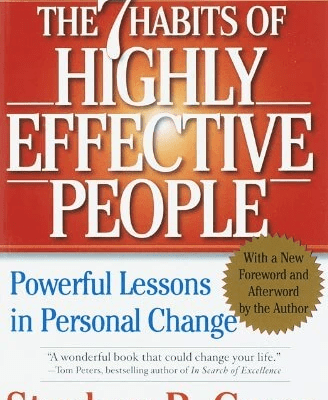 THE 7 HABITS OF
HIGHLY
EFFECTIVE
PEOPLE
Powerful Lessons
in Personal Change
With a New
Foreword and
Afterword
by the Author
"A wonderful book that could change your life."
—Tom Peters, bestselling author of In Search of Excellence